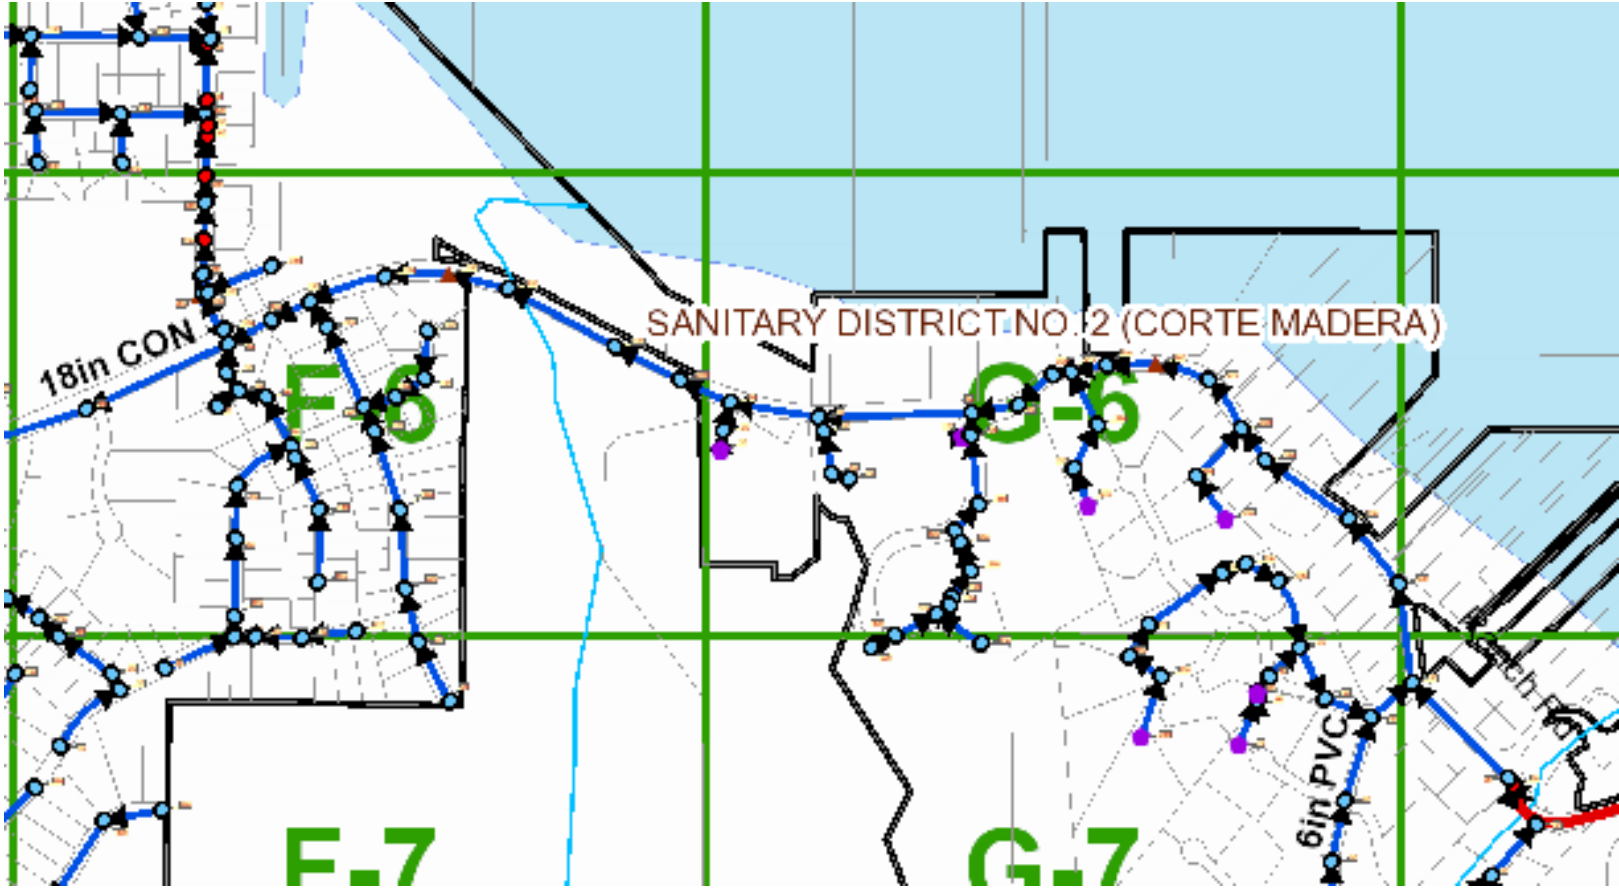 SANITARY DISTRICT NO. 2 (CORTE MADERA)
18in CON
F-6
G-6
6in PVC
F-7
G-7